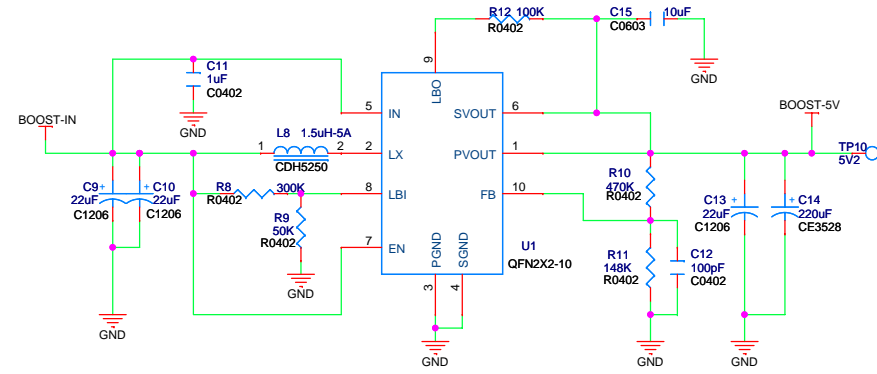 R12 100K
R0402
C15 10uF
C0603
GND
C11
1uF
C0402
GND
9
LBO
BOOST-IN
5 IN
SVOUT 6
BOOST-5V
L8 1.5uH-5A
1 2
CDH5250
LX
PVOUT 1
TP10
5V2
C9 +
22uF
C1206
C10 +
22uF
C1206
R8 300K
R0402
8 LBI
FB 10
R10
470K
R0402
R9
50K
R0402
GND
7 EN
PGND
SGND
3
4
U1
QFN2X2-10
R11
148K
R0402
C12
100pF
C0402
C13 +
22uF
C1206
C14 +
220uF
CE3528
GND
GND
GND
GND